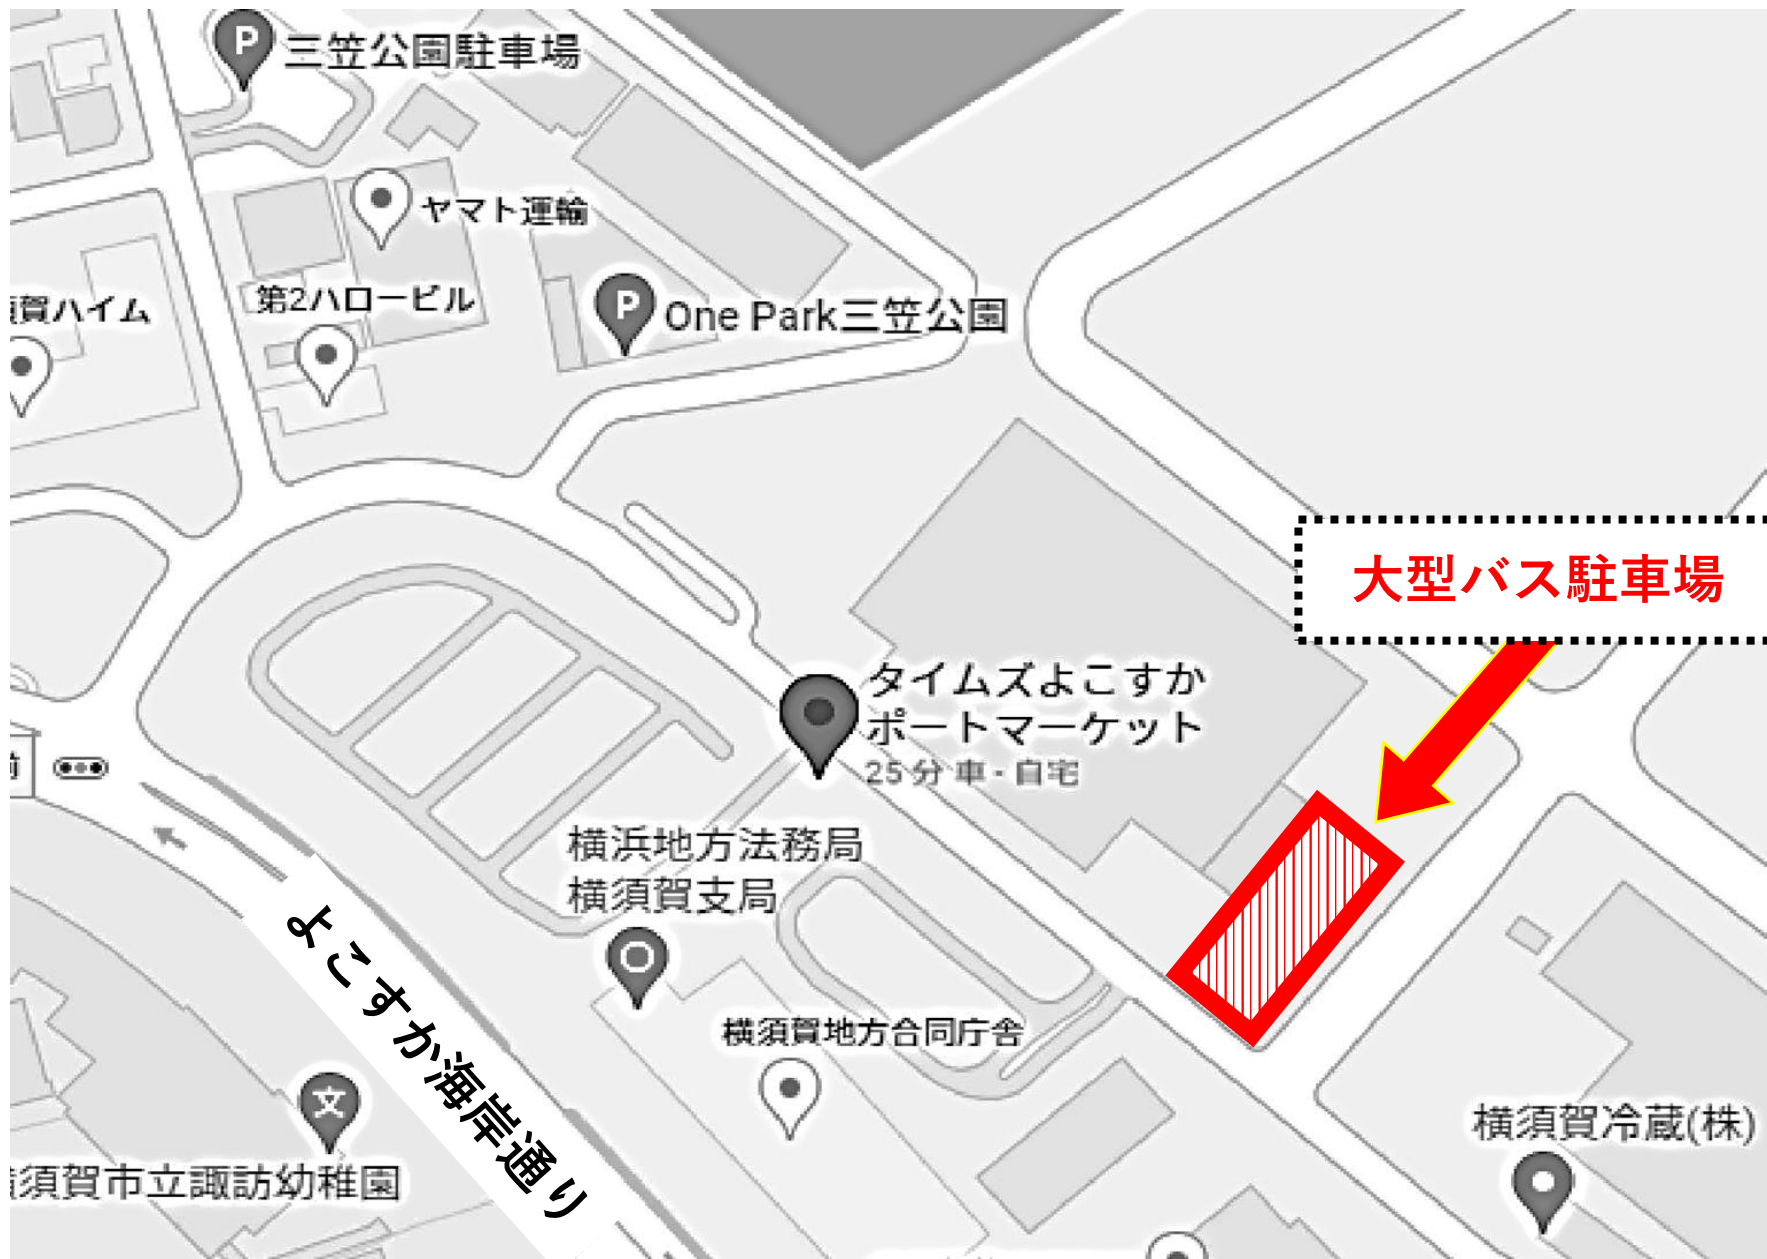 P
三笠公園駐車場
ヤマト運輸
第2ハロービル
賀ハイム
P
One Park三笠公園
大型バス駐車場
タイムズよこすか
ポートマーケット
25 分 車 - 自宅
前
横浜地方法務局
横須賀支局
よこすか海岸通り
横須賀地方合同庁舎
文
須賀市立諏訪幼稚園
横須賀冷蔵(株)